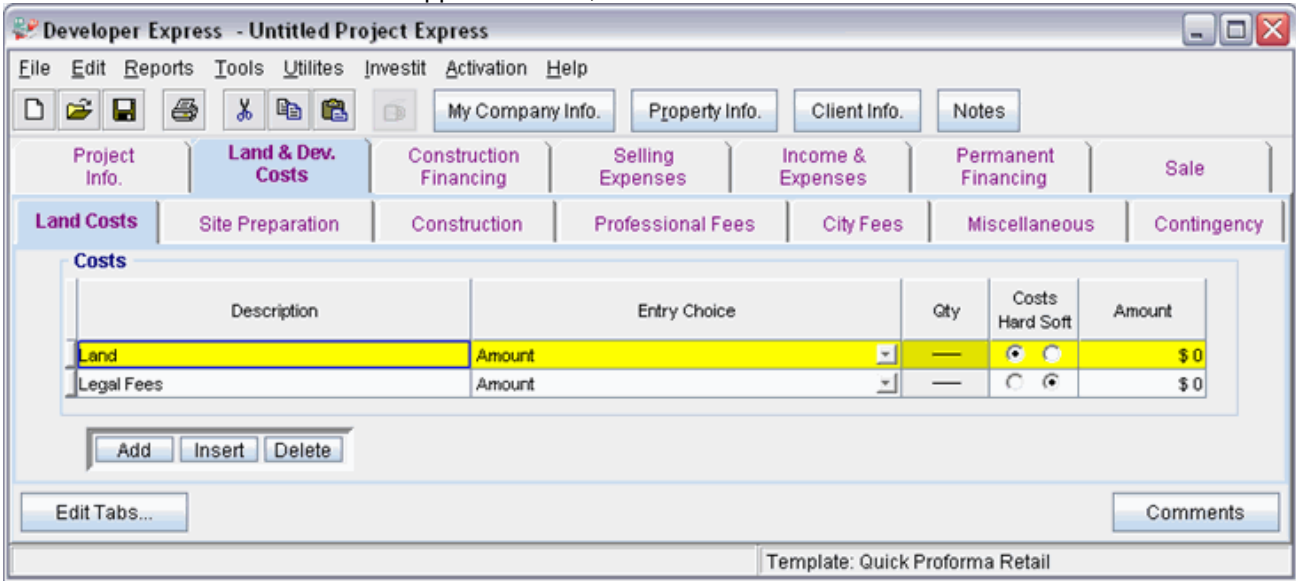 Developer Express - Untitled Project Express
File Edit Reports Tools Utilites Investit Activation Help
My Company Info. Property Info. Client Info. Notes
Project Info. Land & Dev. Costs Construction Financing Selling Expenses Income & Expenses Permanent Financing Sale
Land Costs Site Preparation Construction Professional Fees City Fees Miscellaneous Contingency
Costs
Description Entry Choice Qty Costs Hard Soft Amount
Land Amount — $ 0
Legal Fees Amount — $ 0
Add Insert Delete
Edit Tabs... Comments
Template: Quick Proforma Retail